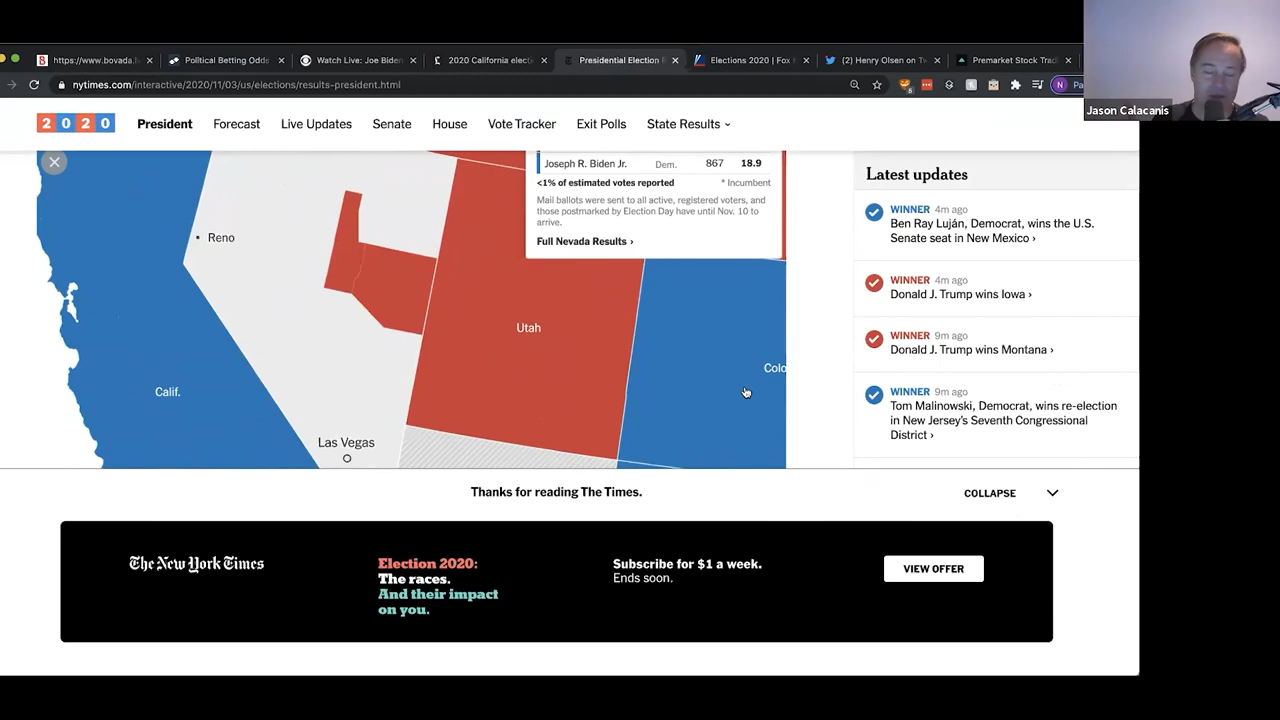 https://www.bovada.l
Political Betting Odds
Watch Live: Joe Biden
2020 California electi
Presidential Election R
Elections 2020 | Fox
(2) Henry Olsen on Tw
Premarket Stock Trad
nytimes.com/interactive/2020/11/03/us/elections/results-president.html
N
Pa
Jason Calacanis
2020
President
Forecast
Live Updates
Senate
House
Vote Tracker
Exit Polls
State Results
Joseph R. Biden Jr. Dem. 867 18.9
<1% of estimated votes reported * Incumbent
Mail ballots were sent to all active, registered voters, and
those postmarked by Election Day have until Nov. 10 to
arrive.
Full Nevada Results ›
Reno
Utah
Colo
Calif.
Las Vegas
Latest updates
WINNER 4m ago
Ben Ray Luján, Democrat, wins the U.S.
Senate seat in New Mexico ›
WINNER 4m ago
Donald J. Trump wins Iowa ›
WINNER 9m ago
Donald J. Trump wins Montana ›
WINNER 9m ago
Tom Malinowski, Democrat, wins re-election
in New Jersey's Seventh Congressional
District ›
Thanks for reading The Times.
COLLAPSE
The New York Times
Election 2020:
The races.
And their impact
on you.
Subscribe for $1 a week.
Ends soon.
VIEW OFFER